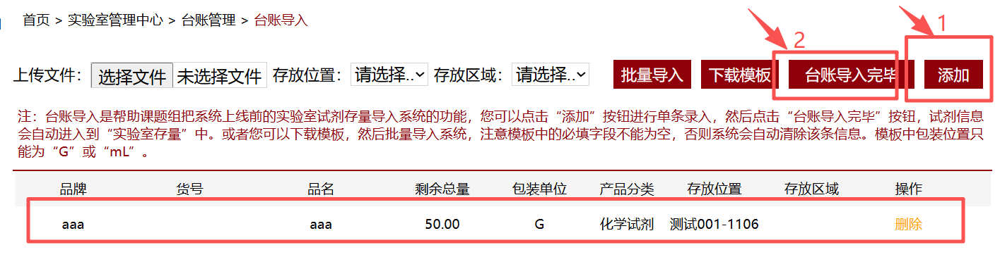 首页 > 实验室管理中心 > 台账管理 > 台账导入
2
1
上传文件: 选择文件 未选择文件 存放位置: 请选择.. 存放区域: 请选择.. 批量导入 下载模板 台账导入完毕 添加
注：台账导入是帮助课题组把系统上线前的实验室试剂存量导入系统的功能，您可以点击“添加”按钮进行单条录入，然后点击“台账导入完毕”按钮，试剂信息
会自动进入到“实验室存量”中。或者您可以下载模板，然后批量导入系统，注意模板中的必填字段不能为空，否则系统会自动清除该条信息。模板中包装位置只
能为“G”或“mL”。
品牌 货号 品名 剩余总量 包装单位 产品分类 存放位置 存放区域 操作
aaa aaa 50.00 G 化学试剂 测试001-1106 删除